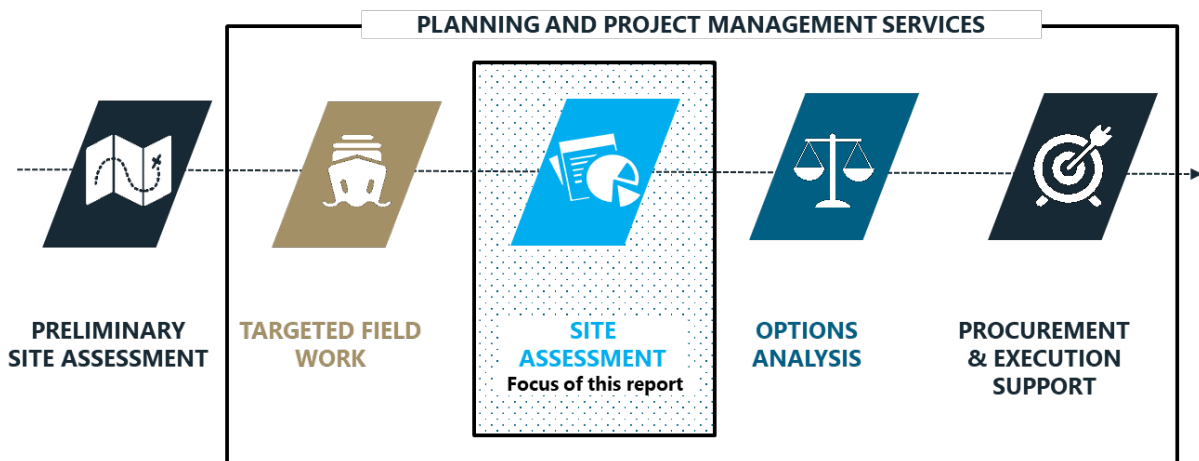 PLANNING AND PROJECT MANAGEMENT SERVICES
PRELIMINARY
SITE ASSESSMENT
TARGETED FIELD
WORK
SITE
ASSESSMENT
Focus of this report
OPTIONS
ANALYSIS
PROCUREMENT
& EXECUTION
SUPPORT